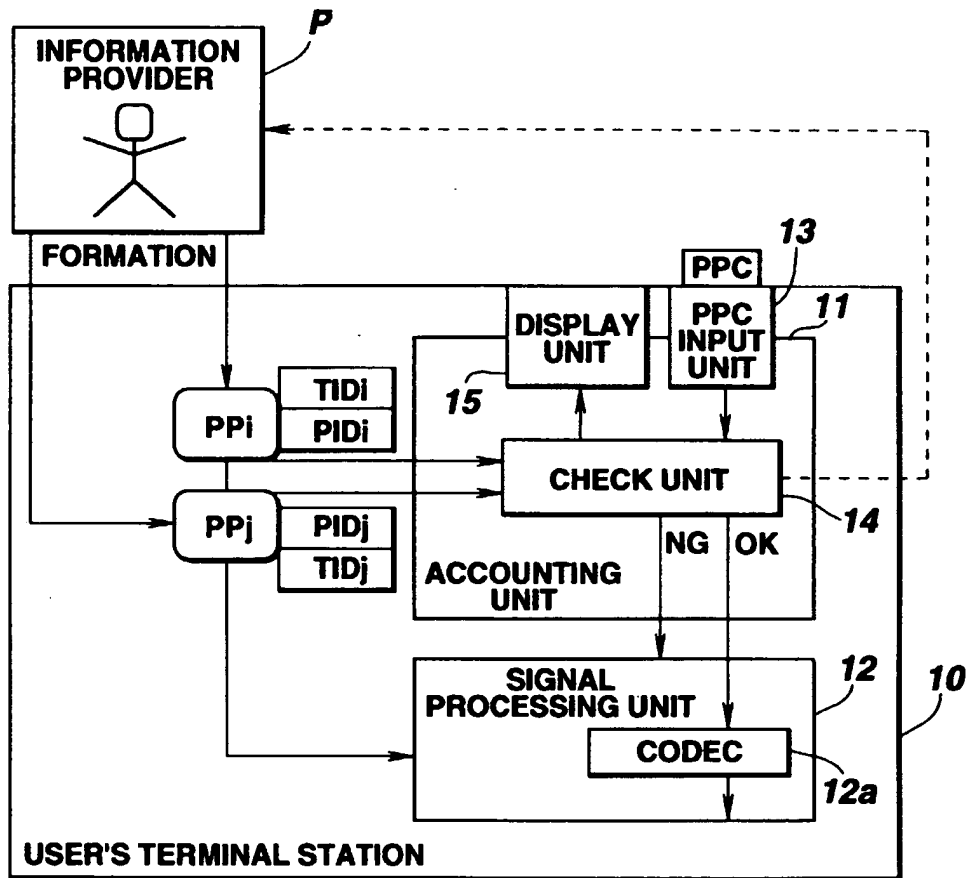 P
INFORMATION
PROVIDER
FORMATION
13
PPC
PPC
INPUT
UNIT
11
DISPLAY
UNIT
15
TIDi
PPi
PIDi
CHECK UNIT
14
PPj
PIDj
TIDj
NG
OK
ACCOUNTING
UNIT
SIGNAL
PROCESSING UNIT
12
10
CODEC
12a
USER'S TERMINAL STATION